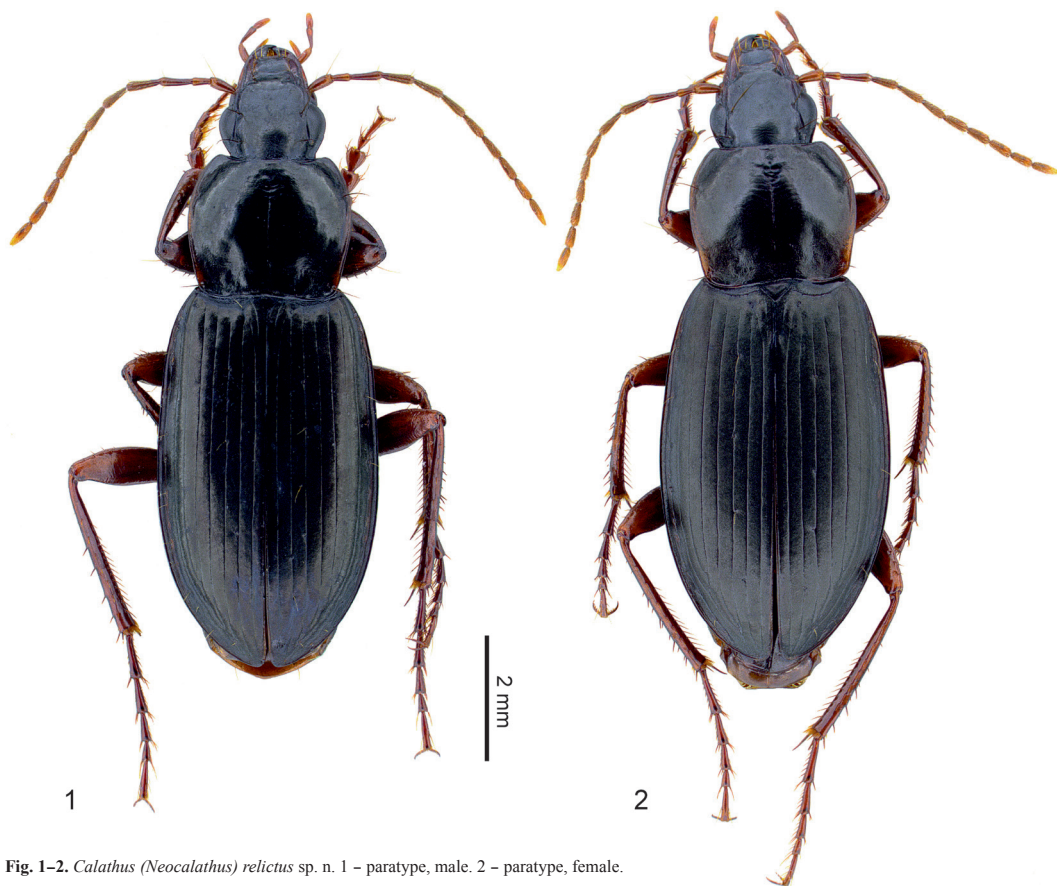 2 mm
1
2
Fig. 1–2. Calathus (Neocalathus) relictus sp. n. 1 – paratype, male. 2 – paratype, female.